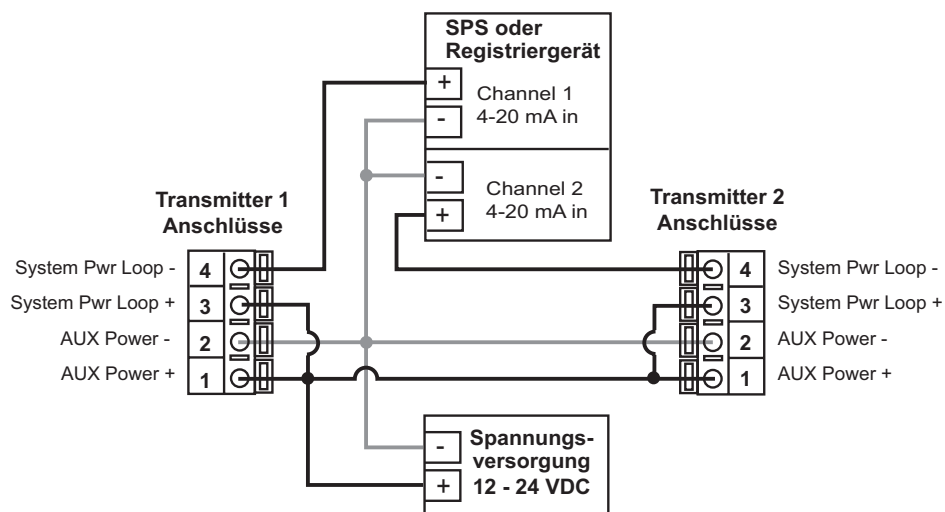 SPS oder
Registriergerät
+
Channel 1
4-20 mA in
-
-
Channel 2
4-20 mA in
+
Transmitter 1
Anschlüsse
System Pwr Loop - 4
System Pwr Loop + 3
AUX Power - 2
AUX Power + 1
Transmitter 2
Anschlüsse
4 System Pwr Loop -
3 System Pwr Loop +
2 AUX Power -
1 AUX Power +
-
+
Spannungs-
versorgung
12 - 24 VDC